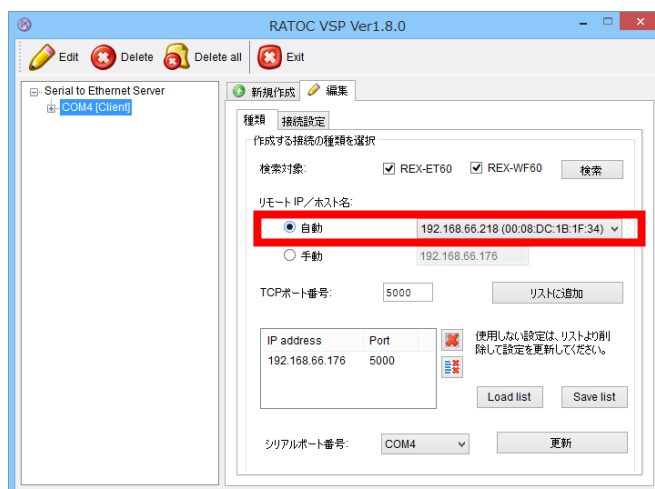 RATOC VSP Ver1.8.0
Edit Delete Delete all Exit
Serial to Ethernet Server
COM4 [Client]
新規作成 編集
種類 接続設定
作成する接続の種類を選択
検索対象: REX-ET60 REX-WF60 検索
リモート IP/ホスト名:
自動 192.168.66.218 (00:08:DC:1B:1F:34)
手動 192.168.66.176
TCPポート番号: 5000 リストに追加
IP address Port
192.168.66.176 5000
使用しない設定は、リストより削
除して設定を更新してください。
Load list Save list
シリアルポート番号: COM4 更新